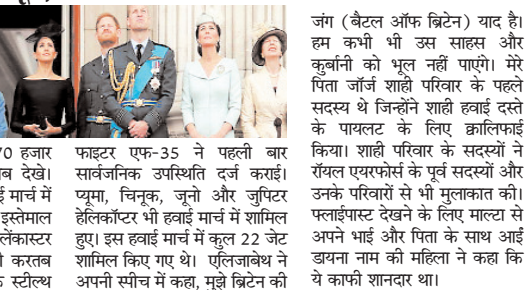 70 हजार
देखे।
मार्च में
इस्तेमाल
लेंकास्टर
करतब
स्टील्थ
फाइटर एफ-35 ने पहली बार
सार्वजनिक उपस्थिति दर्ज कराई।
प्यूमा, चिनूक, जूनो और जुपिटर
हेलिकॉप्टर भी हवाई मार्च में शामिल
हुए। इस हवाई मार्च में कुल 22 जेट
शामिल किए गए थे। एलिजाबेथ ने
अपनी स्पीच में कहा, मुझे ब्रिटेन की
जंग (बैटल ऑफ ब्रिटेन) याद है।
हम कभी भी उस साहस और
कुर्बानी को भूल नहीं पाएंगे। मेरे
पिता जॉर्ज शाही परिवार के पहले
सदस्य थे जिन्होंने शाही हवाई दस्ते
के पायलट के लिए क्वालिफाई
किया। शाही परिवार के सदस्यों ने
रॉयल एयरफोर्स के पूर्व सदस्यों और
उनके परिवारों से भी मुलाकात की।
फ्लाईपास्ट देखने के लिए माल्टा से
अपने भाई और पिता के साथ आईं
डायना नाम की महिला ने कहा कि
ये काफी शानदार था।